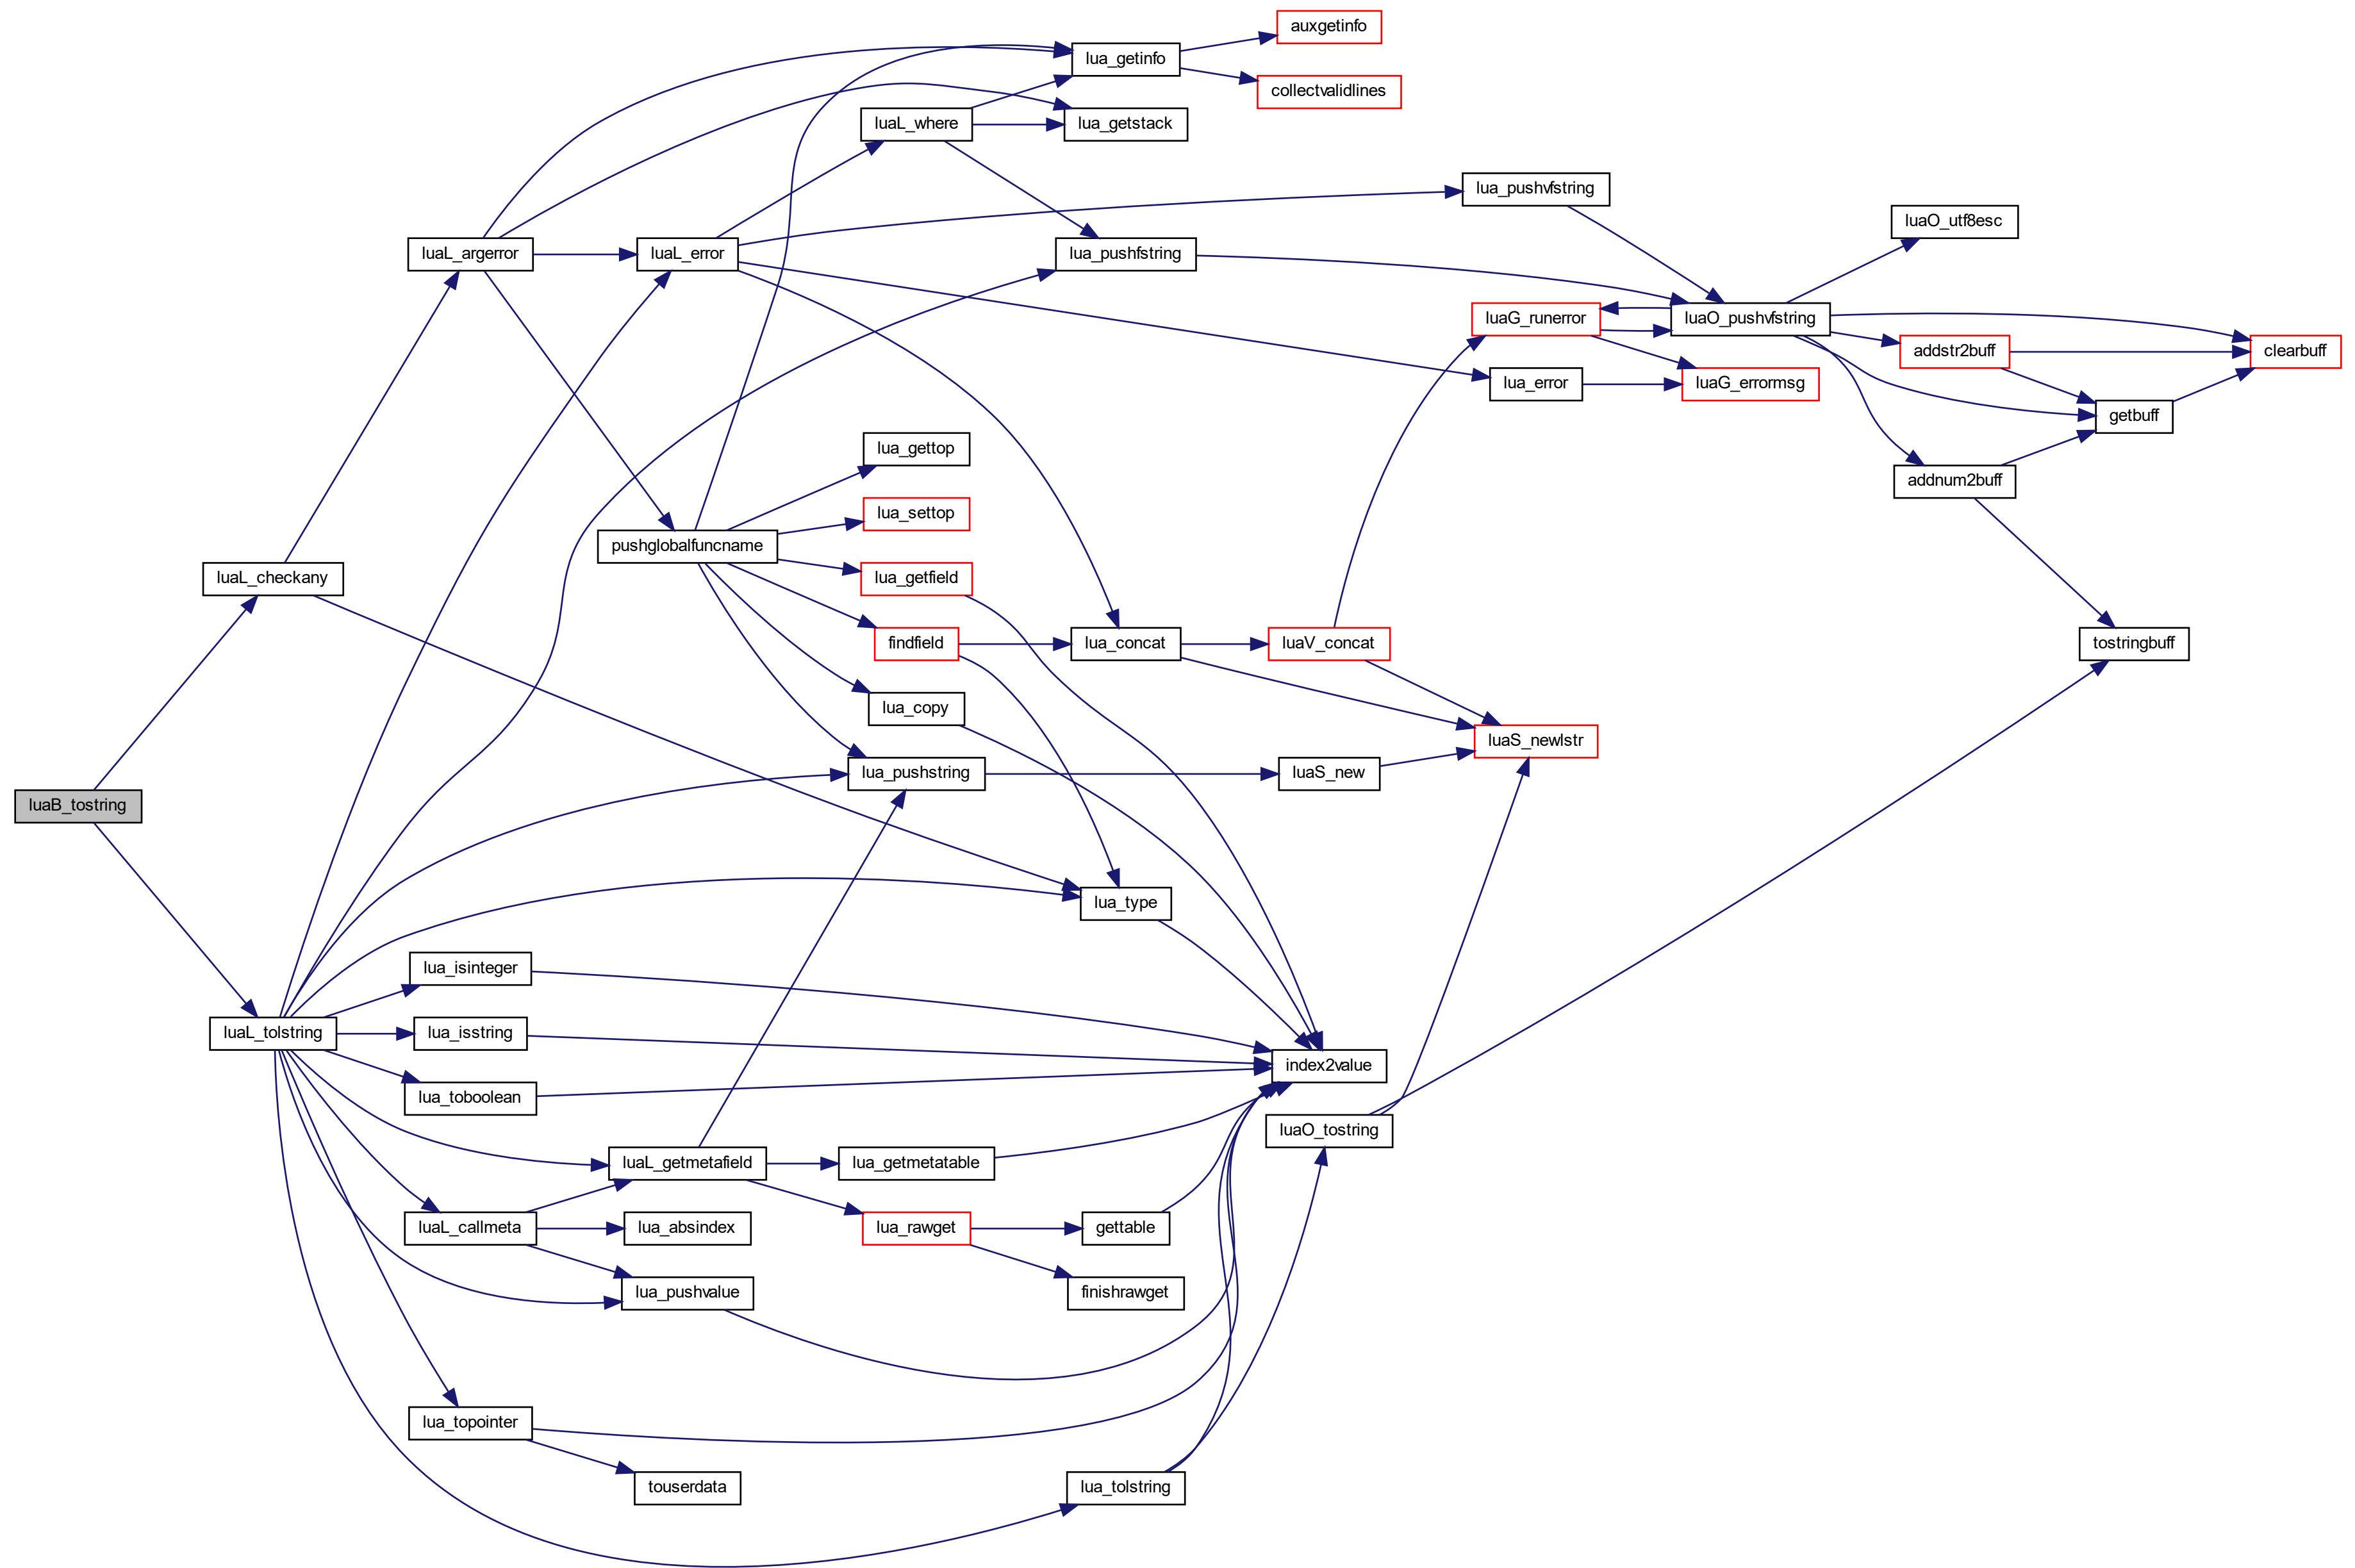 auxgetinfo
lua_getinfo
collectvalidlines
luaL_where
lua_getstack
lua_pushvfstring
luaO_utf8esc
luaL_argerror
luaL_error
lua_pushfstring
luaG_runerror
luaO_pushvfstring
addstr2buff
clearbuff
lua_error
luaG_errormsg
getbuff
lua_gettop
addnum2buff
lua_settop
pushglobalfuncname
luaL_checkany
lua_getfield
findfield
lua_concat
luaV_concat
tostringbuff
lua_copy
luaS_newlstr
lua_pushstring
luaS_new
luaB_tostring
lua_type
lua_isinteger
luaL_tolstring
lua_isstring
index2value
lua_toboolean
luaO_tostring
luaL_getmetafield
lua_getmetatable
luaL_callmeta
lua_absindex
lua_rawget
gettable
lua_pushvalue
finishrawget
lua_topointer
touserdata
lua_tolstring